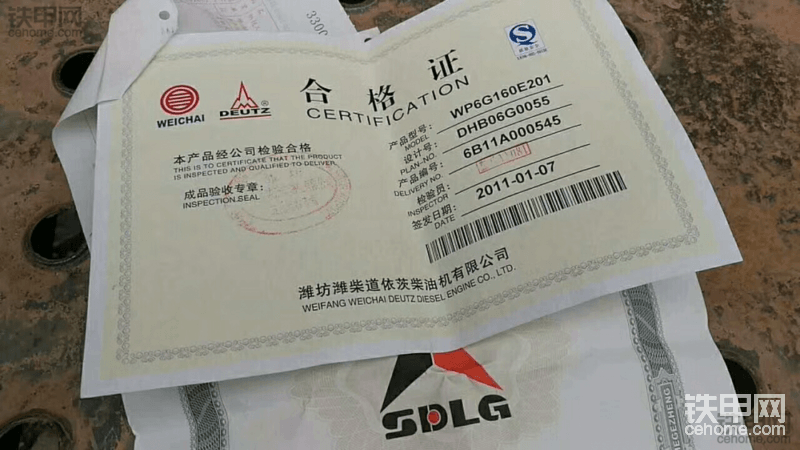 铁甲网
cehome.com
3300
WEICHAI
DEUTZ
®
合格证
CERTIFICATION
本产品经公司检验合格
THIS IS TO CERTIFICATE THAT THE PRODUCT
IS INSPECTED AND QUALIFIED TO DELIVER.
成品验收专章:
INSPECTION.SEAL
产品型号: WP6G160E201
MODEL
设计号: DHB06G0055
PLAN-NO.
产品编号: 6B11A000545
DELIVERY NO.
检验员:
INSPECTOR
签发日期: 2011-01-07
DATE
潍坊潍柴道依茨柴油机有限公司
WEIFANG WEICHAI DEUTZ DIESEL ENGINE CO., LTD.
SDLG
HEGEZHENG
铁甲网
cehome.com